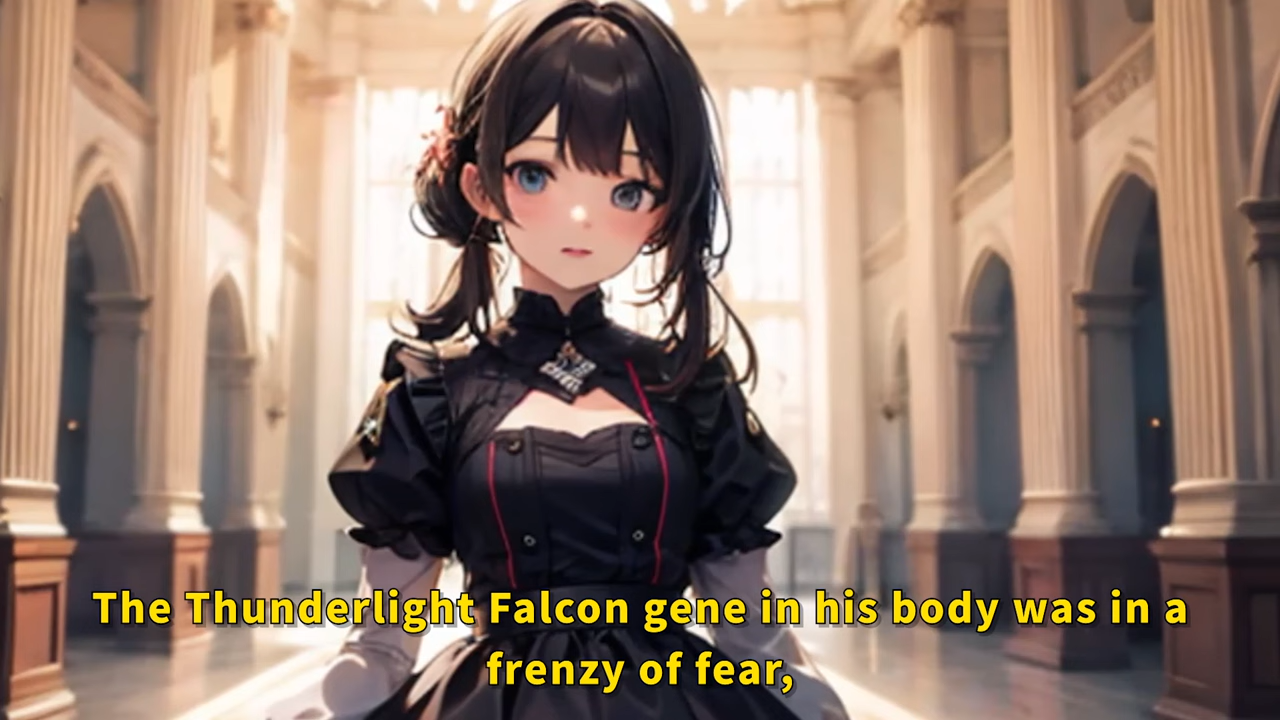 The Thunderlight Falcon gene in his body was in a
frenzy of fear,